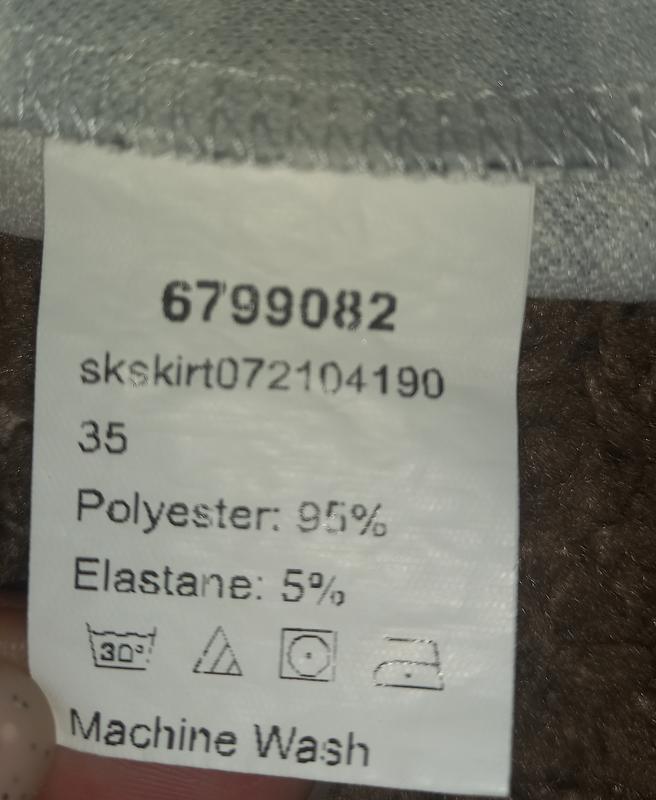 6799082
skskirt072104190
35
Polyester: 95%
Elastane: 5%
30°
Machine Wash